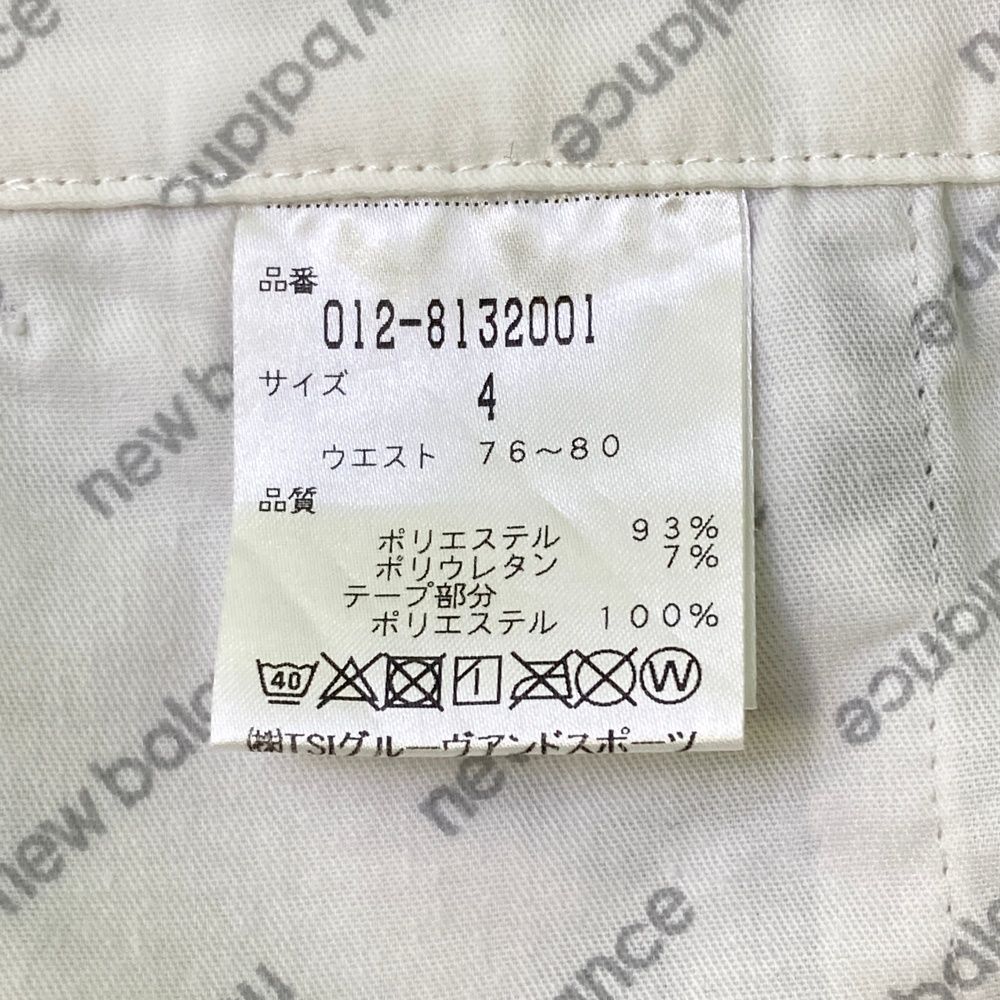 new balance
balance
new balance
balance
品番
012-8132001
サイズ 4
ウエスト 76～80
品質
ポリエステル 93%
ポリウレタン 7%
テープ部分
ポリエステル 100%
40
W
㈱TSIグルーヴアンドスポーツ
new balance
new